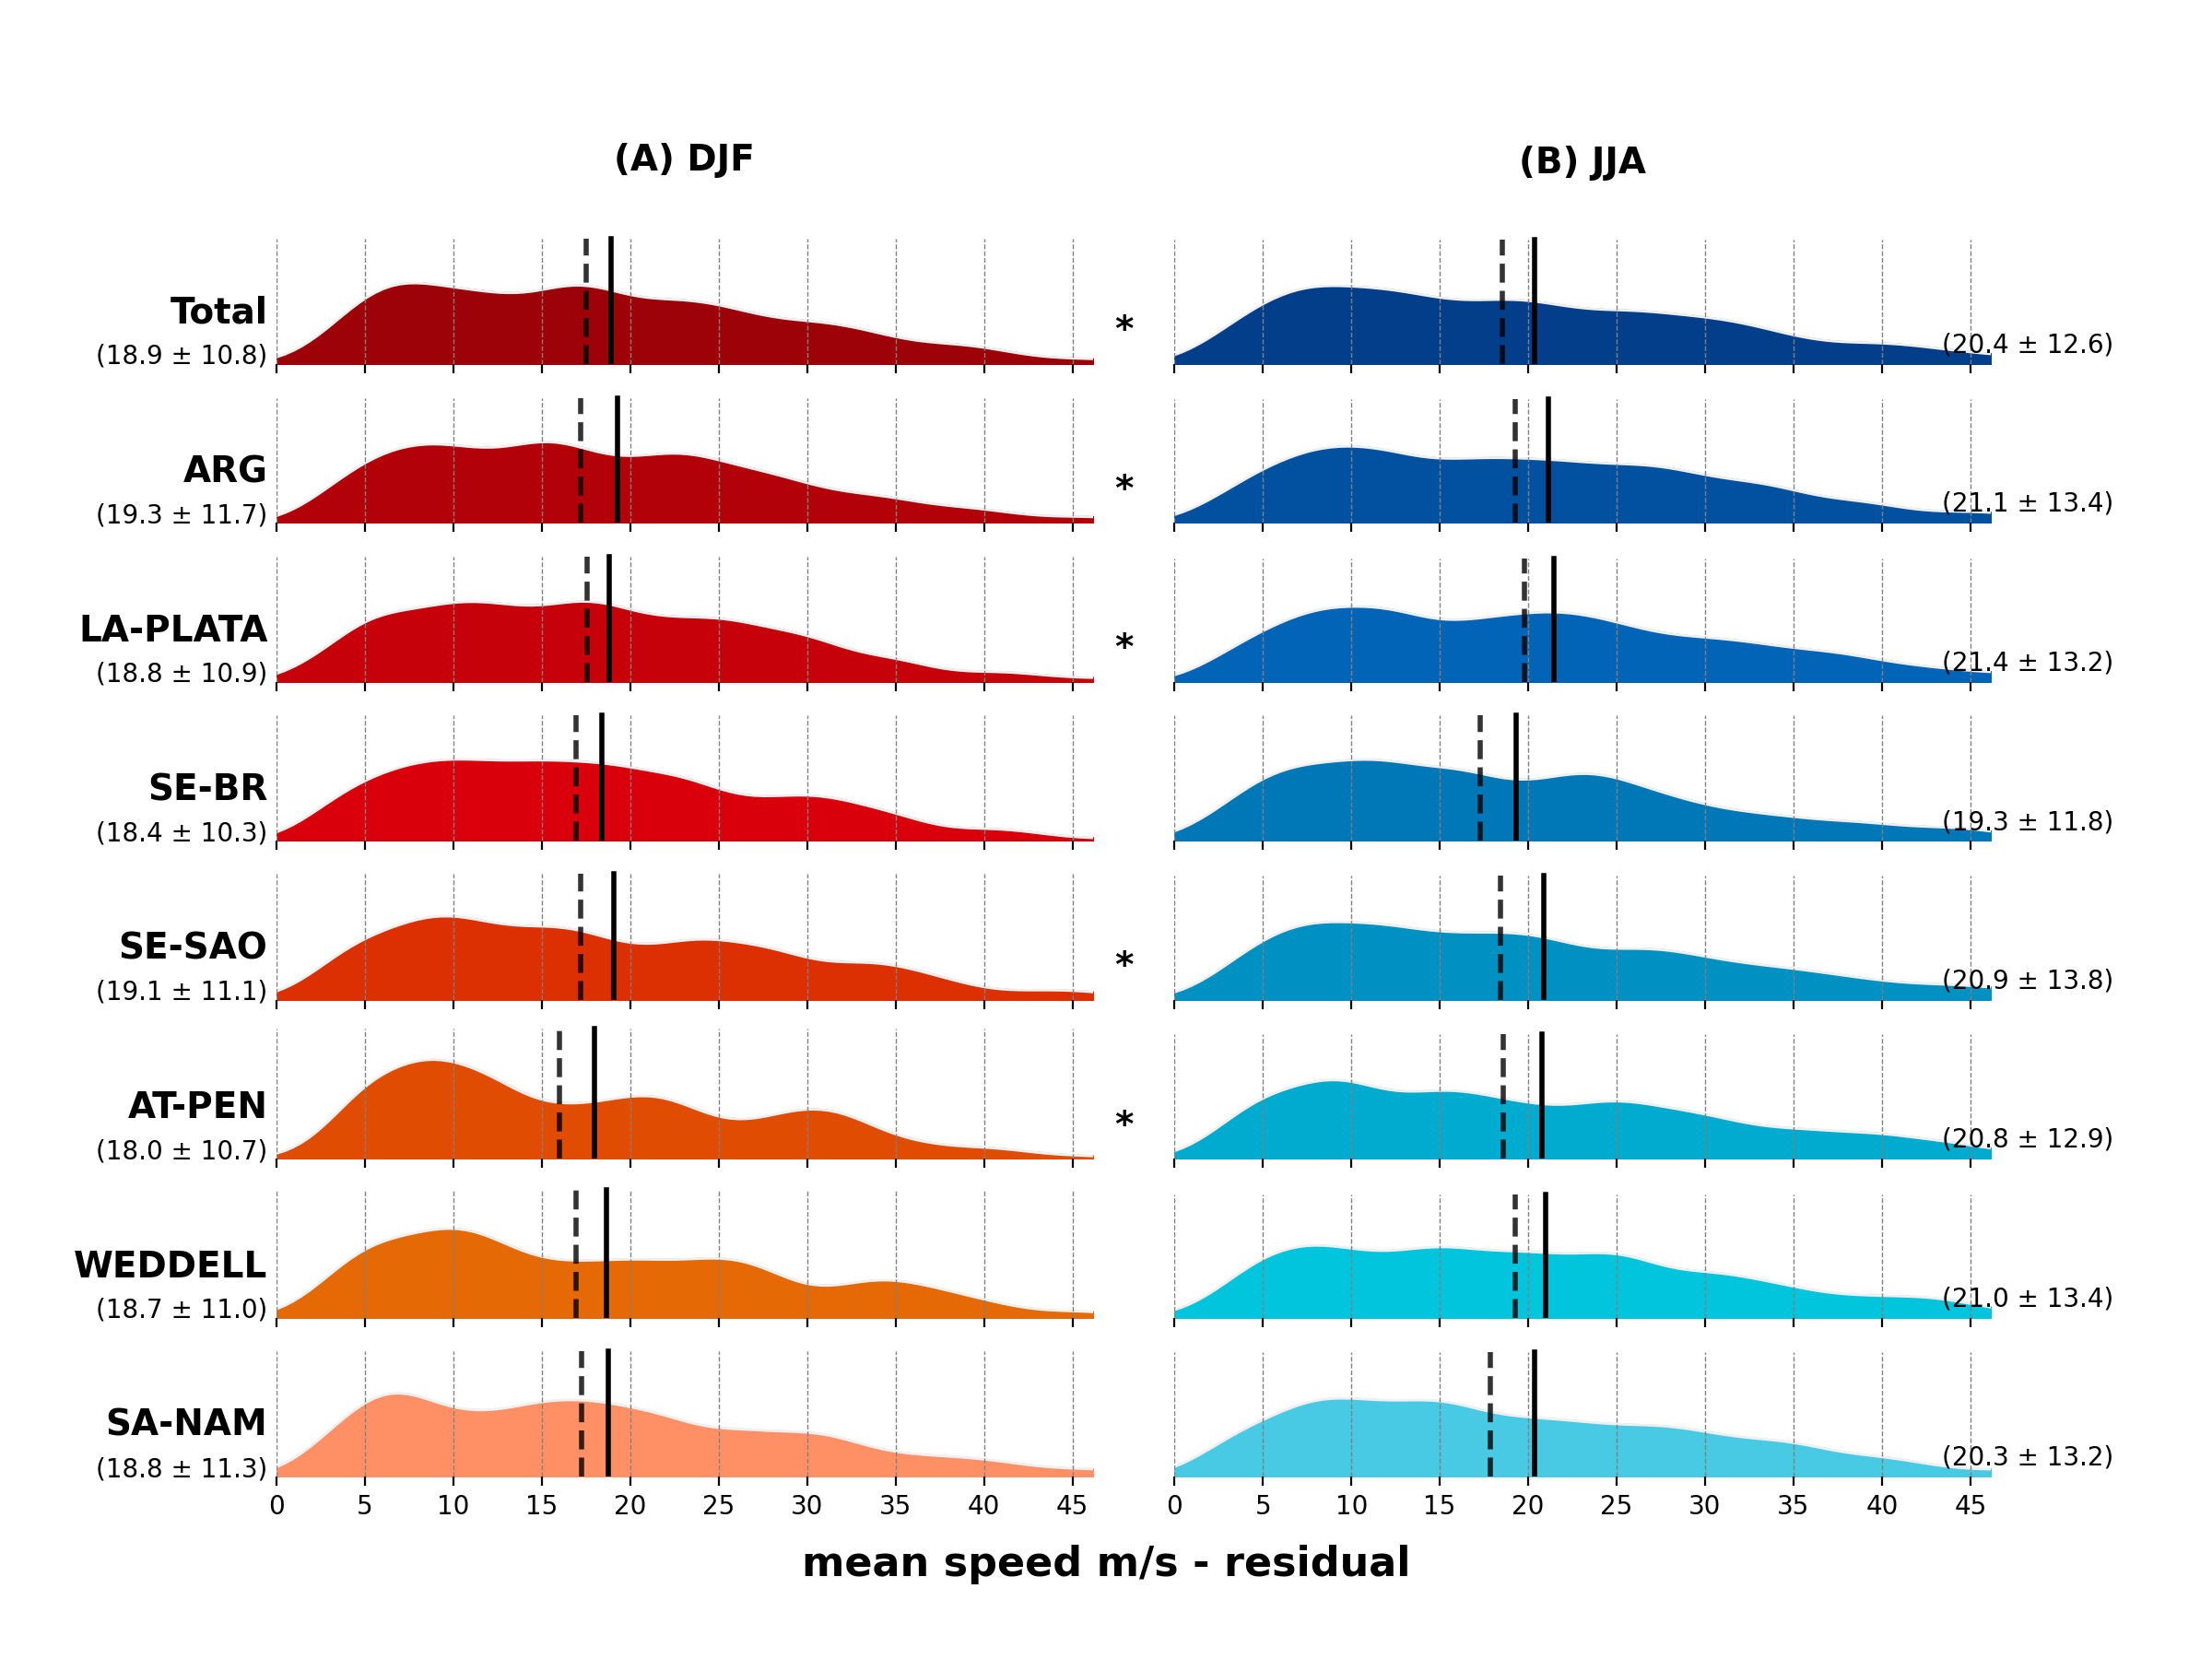 (A) DJF
(B) JJA
Total
(18.9 ± 10.8)
*
(20.4 ± 12.6)
ARG
(19.3 ± 11.7)
*
(21.1 ± 13.4)
LA-PLATA
(18.8 ± 10.9)
*
(21.4 ± 13.2)
SE-BR
(18.4 ± 10.3)
(19.3 ± 11.8)
SE-SAO
(19.1 ± 11.1)
*
(20.9 ± 13.8)
AT-PEN
(18.0 ± 10.7)
*
(20.8 ± 12.9)
WEDDELL
(18.7 ± 11.0)
(21.0 ± 13.4)
SA-NAM
(18.8 ± 11.3)
(20.3 ± 13.2)
0 5 10 15 20 25 30 35 40 45
0 5 10 15 20 25 30 35 40 45
mean speed m/s - residual